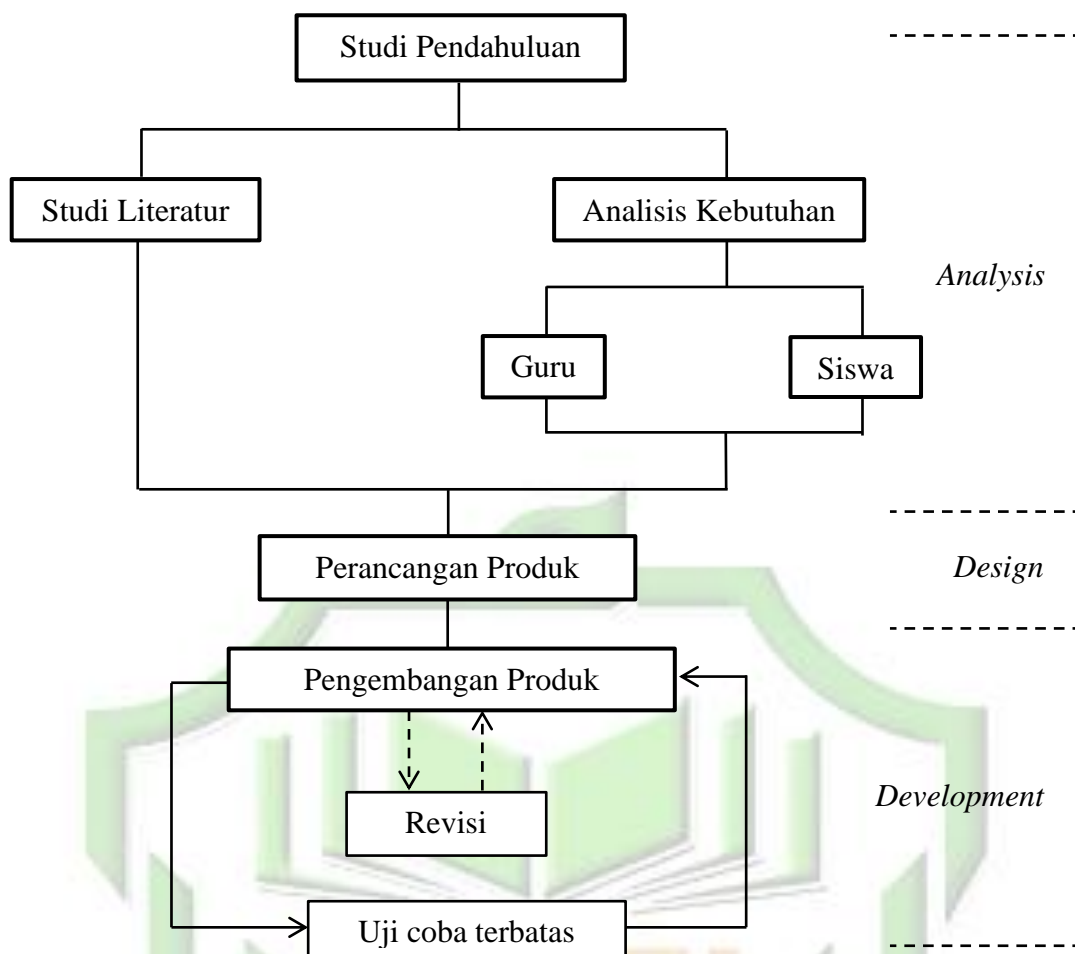 Studi Pendahuluan
Studi Literatur
Analisis Kebutuhan
Analysis
Guru
Siswa
Perancangan Produk
Design
Pengembangan Produk
Revisi
Development
Uji coba terbatas